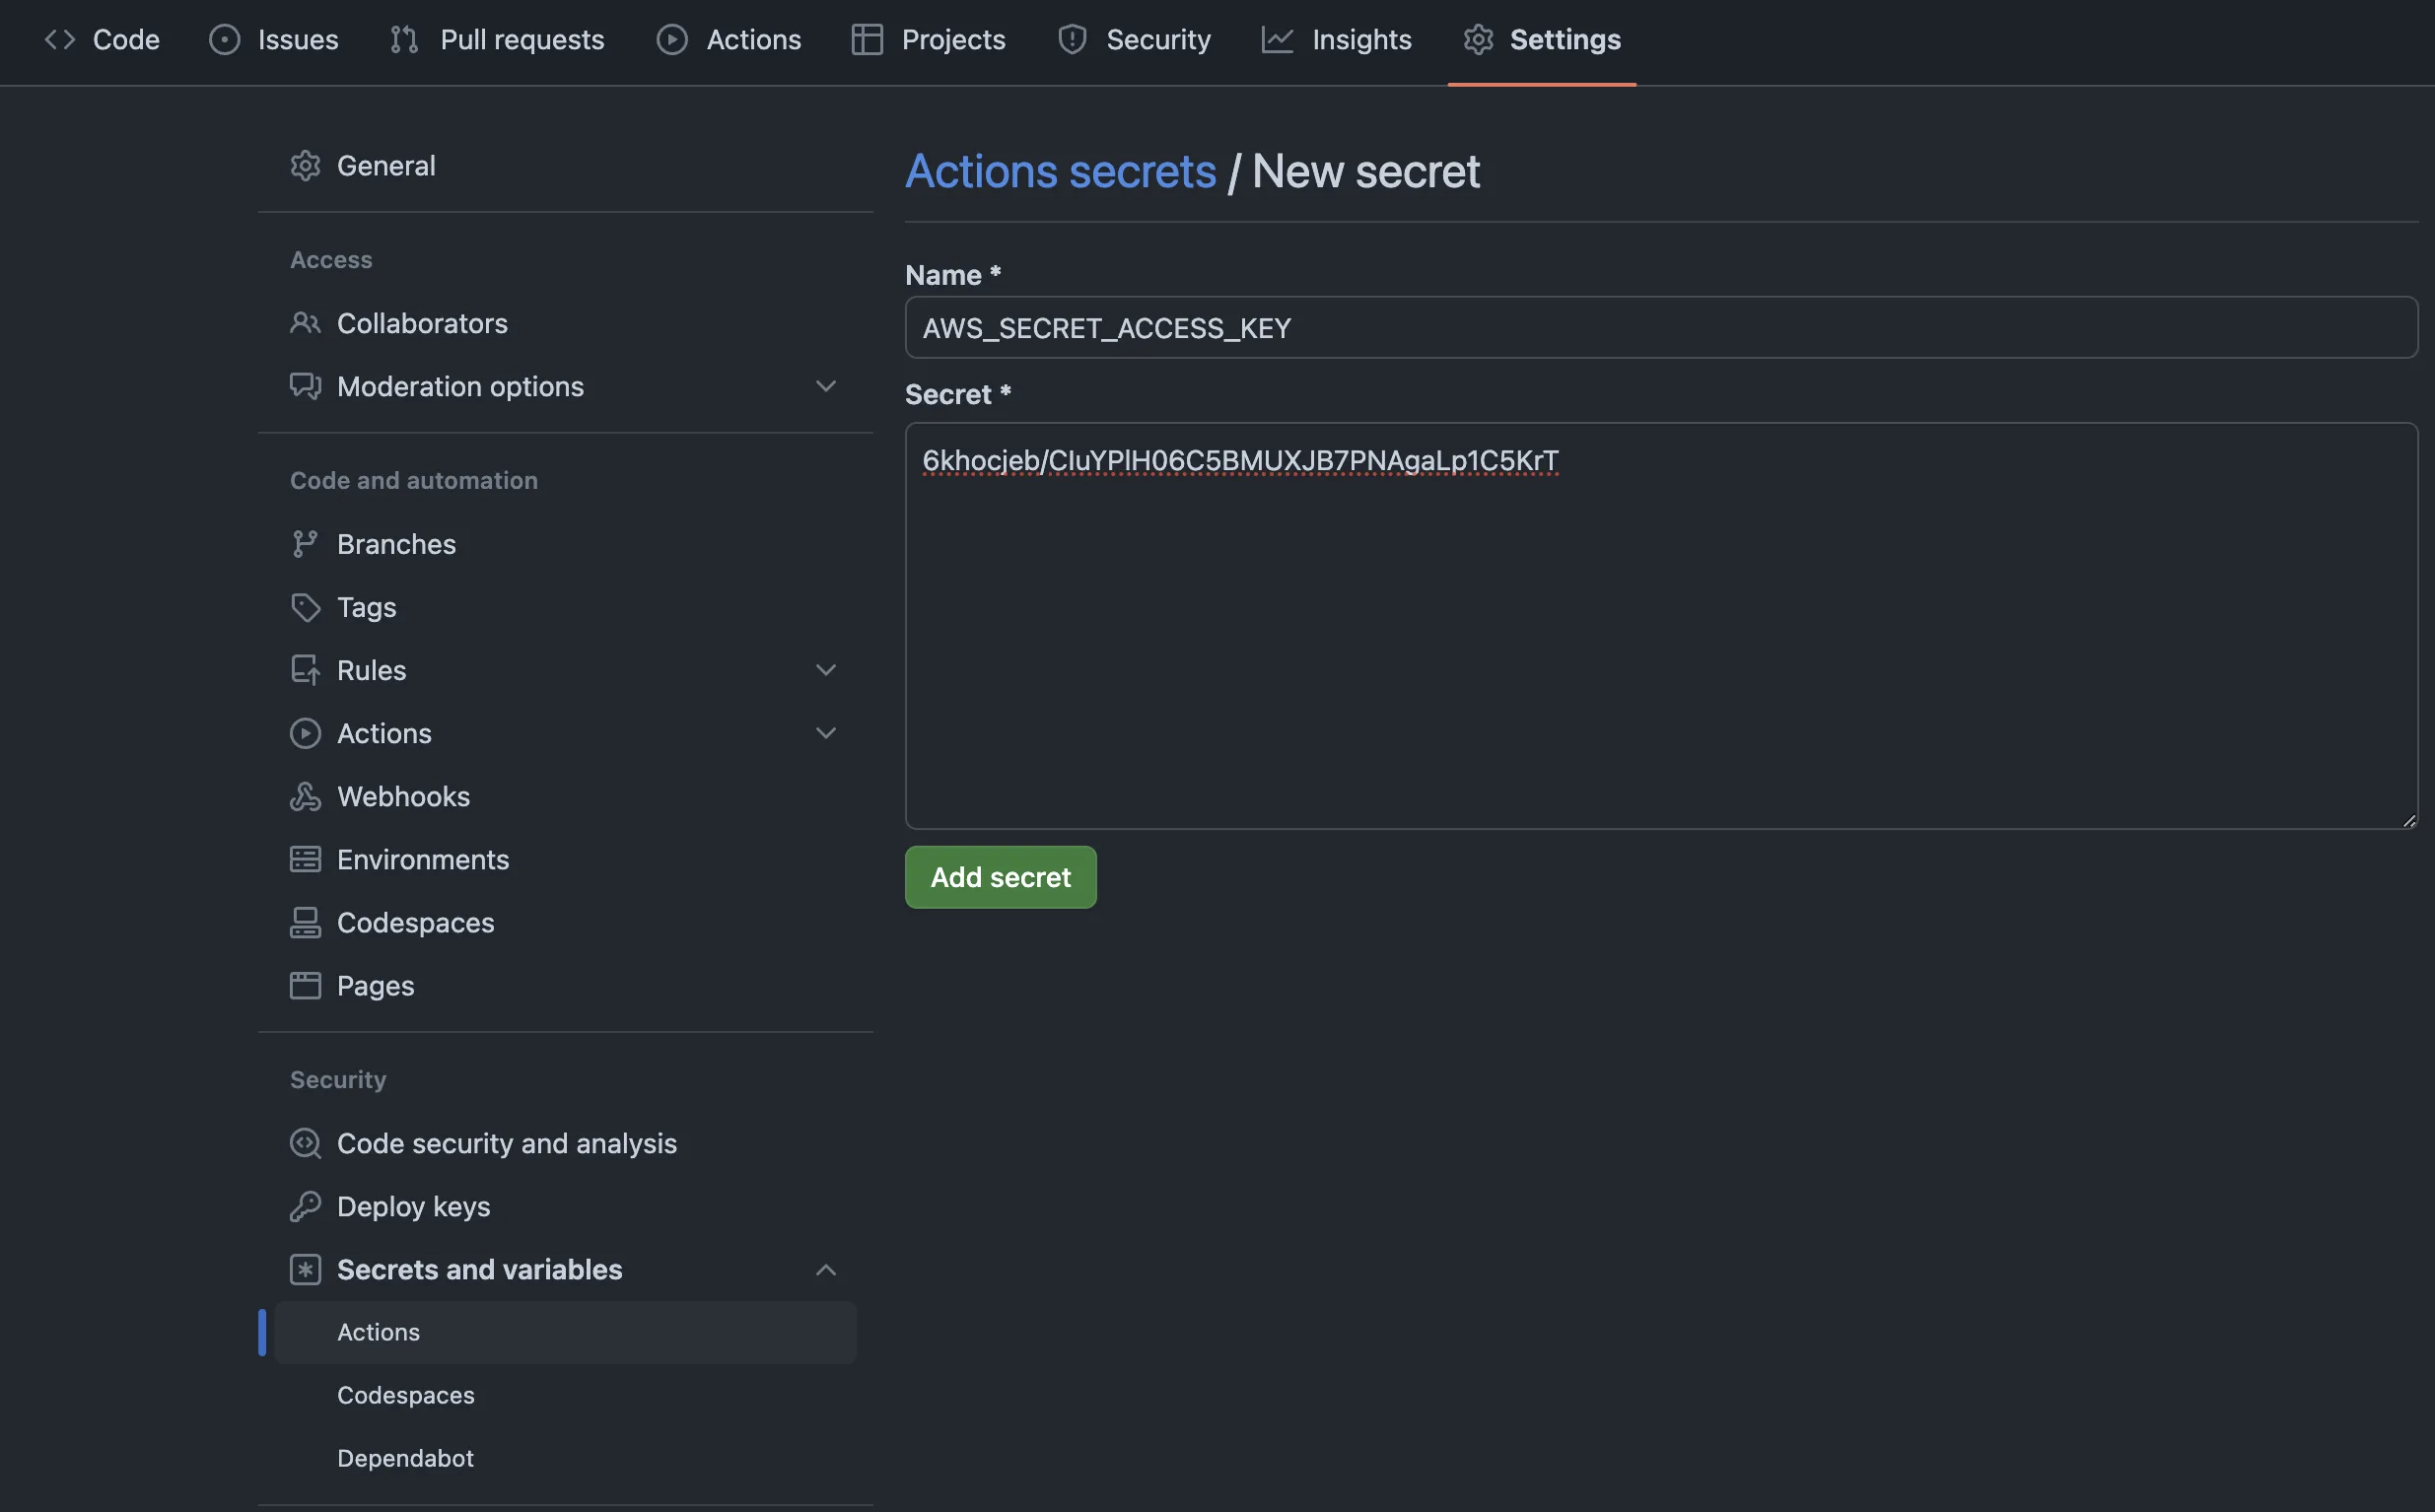 Code Issues Pull requests Actions Projects Security Insights Settings
General
Access
Collaborators
Moderation options
Code and automation
Branches
Tags
Rules
Actions
Webhooks
Environments
Codespaces
Pages
Security
Code security and analysis
Deploy keys
Secrets and variables
Actions
Codespaces
Dependabot
Actions secrets / New secret
Name *
AWS_SECRET_ACCESS_KEY
Secret *
6khocjeb/CIuYPlH06C5BMUXJB7PNAgaLp1C5KrT
Add secret